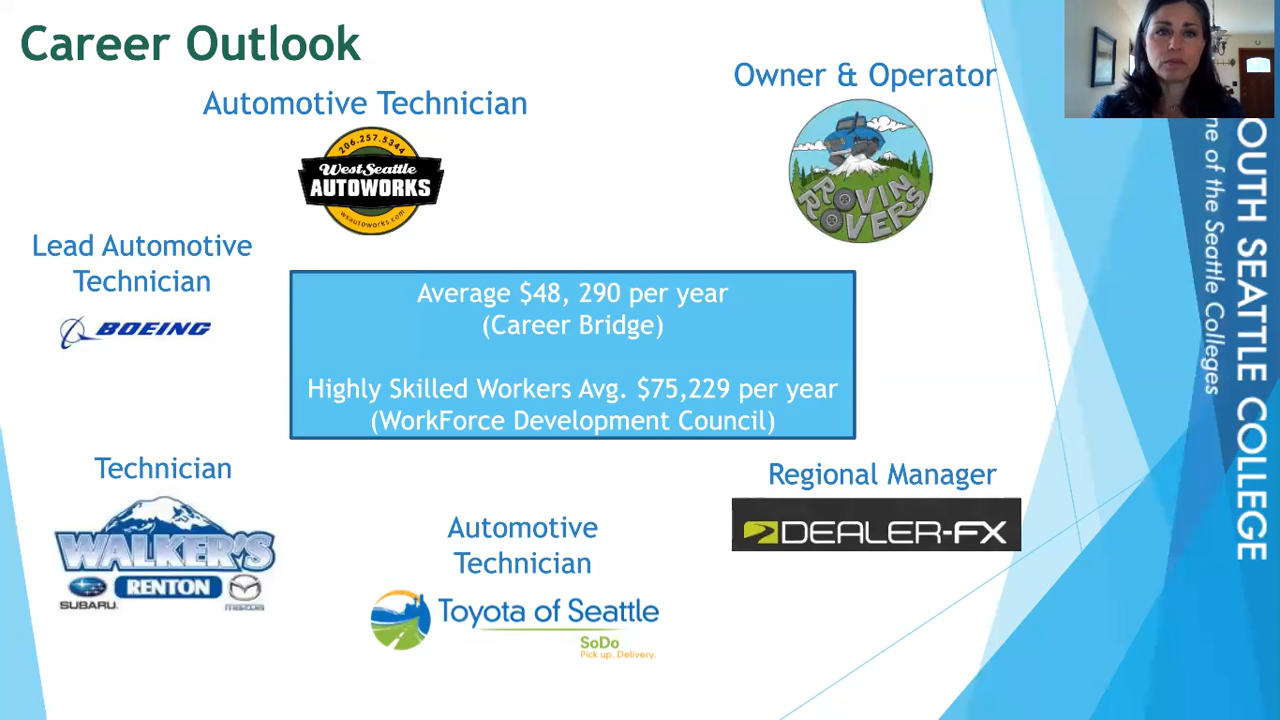 Career Outlook
Automotive Technician
206.257.5344
West Seattle
AUTOWORKS
wsautoworks.com
Owner & Operator
ROVIN
ROVERS
Lead Automotive
Technician
BOEING
Average $48, 290 per year
(Career Bridge)
Highly Skilled Workers Avg. $75,229 per year
(WorkForce Development Council)
Technician
WALKER'S
RENTON
SUBARU
mazda
Automotive
Technician
Toyota of Seattle
SoDo
Pick up. Delivery.
Regional Manager
DEALER-FX
OUTH SEATTLE COLLEGE
ne of the Seattle Colleges